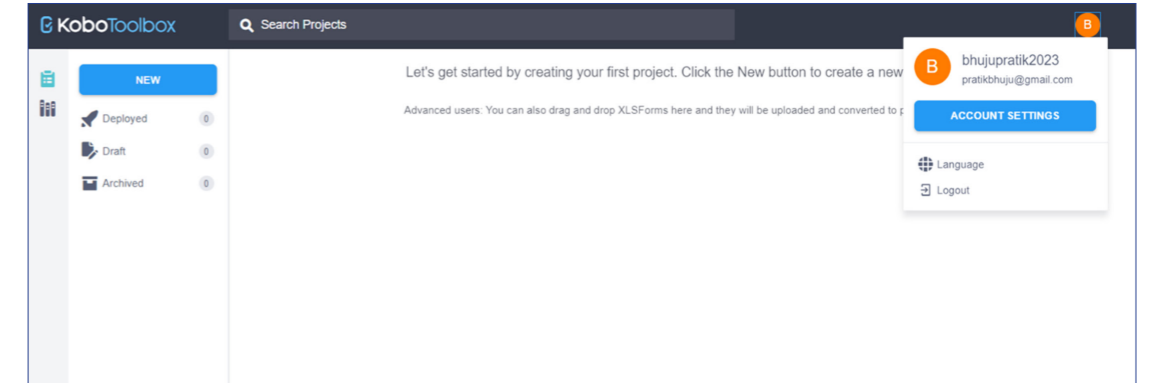 KoboToolbox
Search Projects
B
NEW
Deployed 0
Draft 0
Archived 0
Let's get started by creating your first project. Click the New button to create a new
Advanced users: You can also drag and drop XLSForms here and they will be uploaded and converted to
B
bhujupratik2023
pratikbhuju@gmail.com
ACCOUNT SETTINGS
Language
Logout